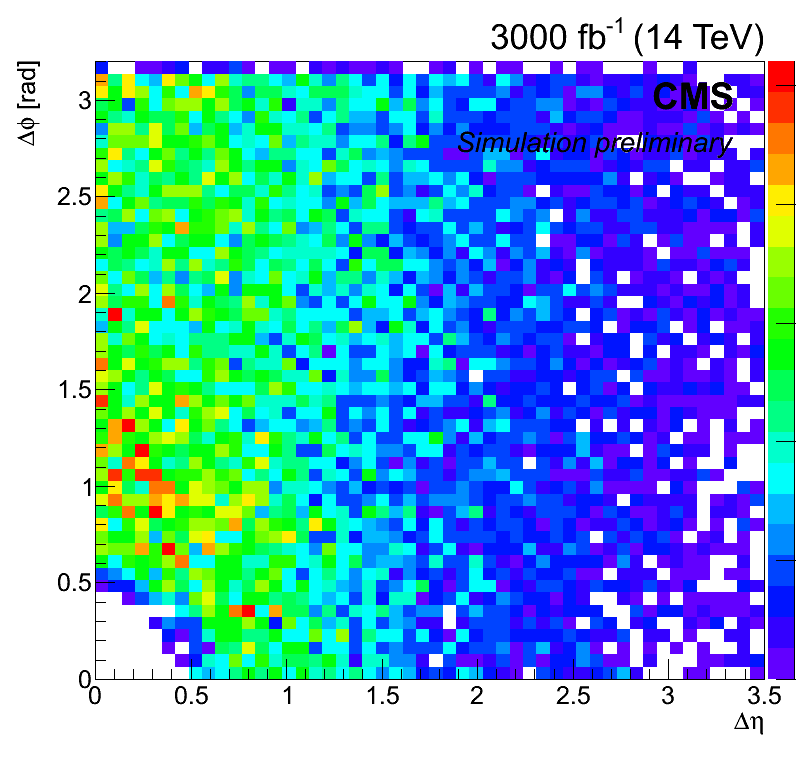 3000 fb⁻¹ (14 TeV)
CMS
Simulation preliminary
Δϕ [rad]
3
2.5
2
1.5
1
0.5
0
0 0.5 1 1.5 2 2.5 3 3.5
Δη